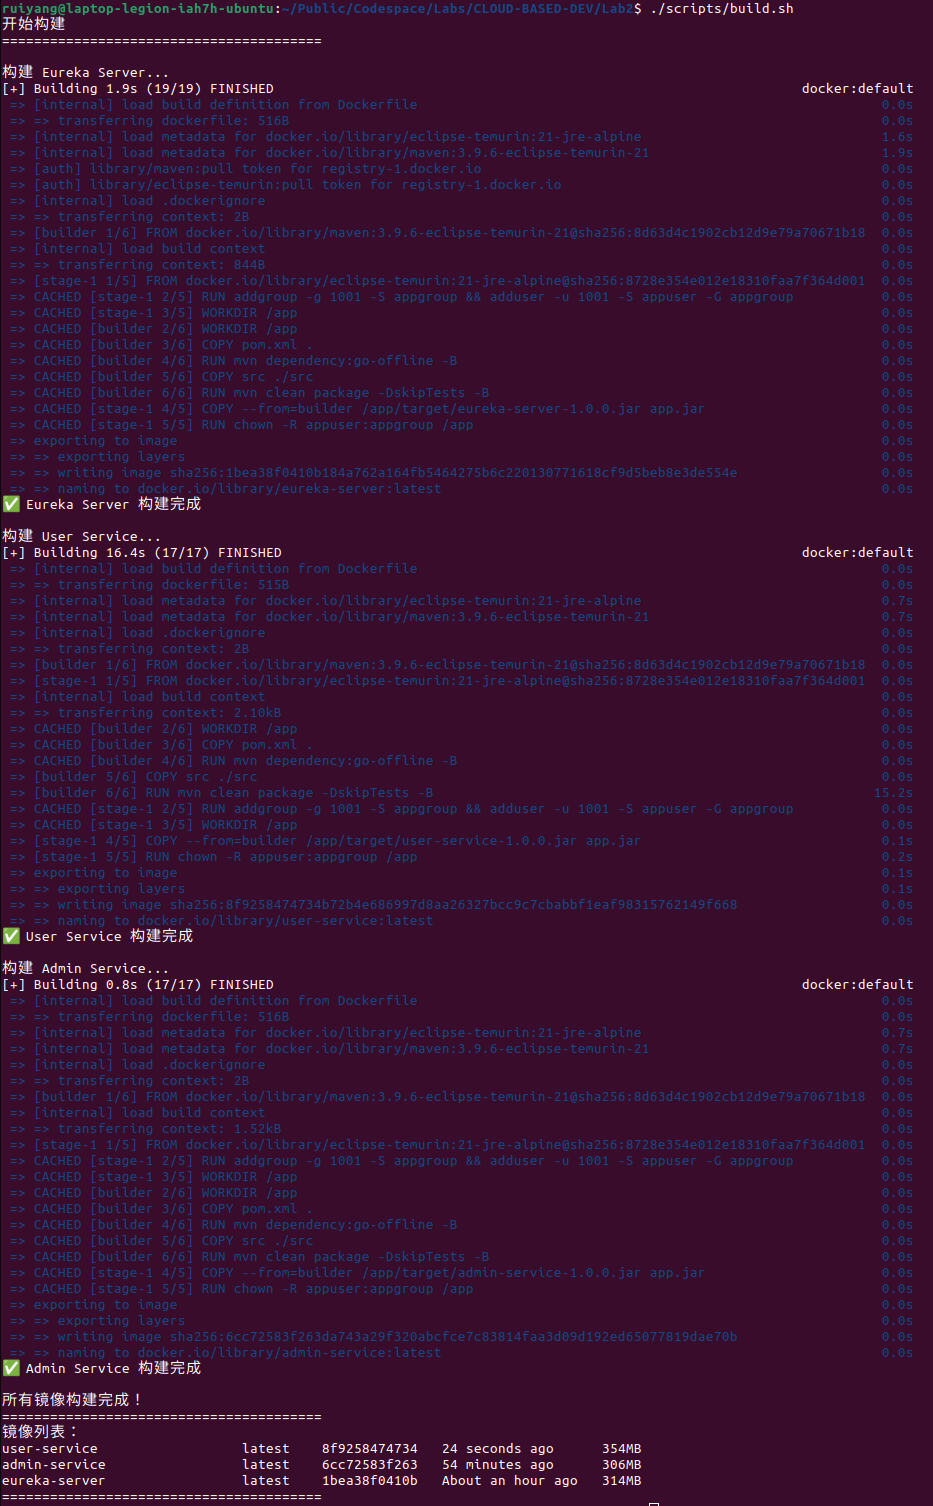 ruiyang@laptop-legion-iah7h-ubuntu:~/Public/Codespace/Labs/CLOUD-BASED-DEV/Lab2$ ./scripts/build.sh
开始构建
========================================
构建 Eureka Server...
[+] Building 1.9s (19/19) FINISHED docker:default
=> [internal] load build definition from Dockerfile 0.0s
=> => transferring dockerfile: 516B 0.0s
=> [internal] load metadata for docker.io/library/eclipse-temurin:21-jre-alpine 1.6s
=> [internal] load metadata for docker.io/library/maven:3.9.6-eclipse-temurin-21 1.9s
=> [auth] library/maven:pull token for registry-1.docker.io 0.0s
=> [auth] library/eclipse-temurin:pull token for registry-1.docker.io 0.0s
=> [internal] load .dockerignore 0.0s
=> => transferring context: 2B 0.0s
=> [builder 1/6] FROM docker.io/library/maven:3.9.6-eclipse-temurin-21@sha256:8d63d4c1902cb12d9e79a70671b18 0.0s
=> [internal] load build context 0.0s
=> => transferring context: 844B 0.0s
=> [stage-1 1/5] FROM docker.io/library/eclipse-temurin:21-jre-alpine@sha256:8728e354e012e18310faa7f364d001 0.0s
=> CACHED [stage-1 2/5] RUN addgroup -g 1001 -S appgroup && adduser -u 1001 -S appuser -G appgroup 0.0s
=> CACHED [stage-1 3/5] WORKDIR /app 0.0s
=> CACHED [builder 2/6] WORKDIR /app 0.0s
=> CACHED [builder 3/6] COPY pom.xml . 0.0s
=> CACHED [builder 4/6] RUN mvn dependency:go-offline -B 0.0s
=> CACHED [builder 5/6] COPY src ./src 0.0s
=> CACHED [builder 6/6] RUN mvn clean package -DskipTests -B 0.0s
=> CACHED [stage-1 4/5] COPY --from=builder /app/target/eureka-server-1.0.0.jar app.jar 0.0s
=> CACHED [stage-1 5/5] RUN chown -R appuser:appgroup /app 0.0s
=> exporting to image 0.0s
=> => exporting layers 0.0s
=> => writing image sha256:1bea38f0410b184a762a164fb5464275b6c220130771618cf9d5beb8e3de554e 0.0s
=> => naming to docker.io/library/eureka-server:latest 0.0s
✅ Eureka Server 构建完成
构建 User Service...
[+] Building 16.4s (17/17) FINISHED docker:default
=> [internal] load build definition from Dockerfile 0.0s
=> => transferring dockerfile: 515B 0.0s
=> [internal] load metadata for docker.io/library/eclipse-temurin:21-jre-alpine 0.7s
=> [internal] load metadata for docker.io/library/maven:3.9.6-eclipse-temurin-21 0.7s
=> [internal] load .dockerignore 0.0s
=> => transferring context: 2B 0.0s
=> [builder 1/6] FROM docker.io/library/maven:3.9.6-eclipse-temurin-21@sha256:8d63d4c1902cb12d9e79a70671b18 0.0s
=> [stage-1 1/5] FROM docker.io/library/eclipse-temurin:21-jre-alpine@sha256:8728e354e012e18310faa7f364d001 0.0s
=> [internal] load build context 0.0s
=> => transferring context: 2.10kB 0.0s
=> CACHED [builder 2/6] WORKDIR /app 0.0s
=> CACHED [builder 3/6] COPY pom.xml . 0.0s
=> CACHED [builder 4/6] RUN mvn dependency:go-offline -B 0.0s
=> [builder 5/6] COPY src ./src 0.0s
=> [builder 6/6] RUN mvn clean package -DskipTests -B 15.2s
=> CACHED [stage-1 2/5] RUN addgroup -g 1001 -S appgroup && adduser -u 1001 -S appuser -G appgroup 0.0s
=> CACHED [stage-1 3/5] WORKDIR /app 0.0s
=> [stage-1 4/5] COPY --from=builder /app/target/user-service-1.0.0.jar app.jar 0.1s
=> [stage-1 5/5] RUN chown -R appuser:appgroup /app 0.2s
=> exporting to image 0.1s
=> => exporting layers 0.1s
=> => writing image sha256:8f9258474734b72b4e686997d8aa26327bcc9c7cbabbf1eaf98315762149f668 0.0s
=> => naming to docker.io/library/user-service:latest 0.0s
✅ User Service 构建完成
构建 Admin Service...
[+] Building 0.8s (17/17) FINISHED docker:default
=> [internal] load build definition from Dockerfile 0.0s
=> => transferring dockerfile: 516B 0.0s
=> [internal] load metadata for docker.io/library/eclipse-temurin:21-jre-alpine 0.7s
=> [internal] load metadata for docker.io/library/maven:3.9.6-eclipse-temurin-21 0.7s
=> [internal] load .dockerignore 0.0s
=> => transferring context: 2B 0.0s
=> [builder 1/6] FROM docker.io/library/maven:3.9.6-eclipse-temurin-21@sha256:8d63d4c1902cb12d9e79a70671b18 0.0s
=> [internal] load build context 0.0s
=> => transferring context: 1.52kB 0.0s
=> [stage-1 1/5] FROM docker.io/library/eclipse-temurin:21-jre-alpine@sha256:8728e354e012e18310faa7f364d001 0.0s
=> CACHED [stage-1 2/5] RUN addgroup -g 1001 -S appgroup && adduser -u 1001 -S appuser -G appgroup 0.0s
=> CACHED [stage-1 3/5] WORKDIR /app 0.0s
=> CACHED [builder 2/6] WORKDIR /app 0.0s
=> CACHED [builder 3/6] COPY pom.xml . 0.0s
=> CACHED [builder 4/6] RUN mvn dependency:go-offline -B 0.0s
=> CACHED [builder 5/6] COPY src ./src 0.0s
=> CACHED [builder 6/6] RUN mvn clean package -DskipTests -B 0.0s
=> CACHED [stage-1 4/5] COPY --from=builder /app/target/admin-service-1.0.0.jar app.jar 0.0s
=> CACHED [stage-1 5/5] RUN chown -R appuser:appgroup /app 0.0s
=> exporting to image 0.0s
=> => exporting layers 0.0s
=> => writing image sha256:6cc72583f263da743a29f320abcfce7c83814faa3d09d192ed65077819dae70b 0.0s
=> => naming to docker.io/library/admin-service:latest 0.0s
✅ Admin Service 构建完成
所有镜像构建完成！
========================================
镜像列表：
user-service latest 8f9258474734 24 seconds ago 354MB
admin-service latest 6cc72583f263 54 minutes ago 306MB
eureka-server latest 1bea38f0410b About an hour ago 314MB
========================================